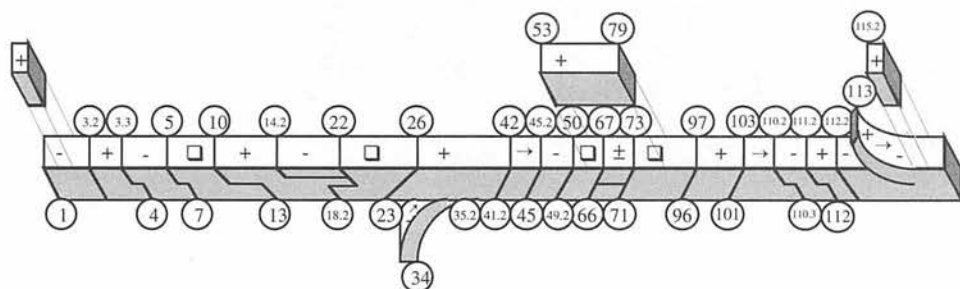 53 79 115.2
+ + +
113
3.2 3.3 5 10 14.2 22 26 42 45.2 50 67 73 97 103 110.2 111.2 112.2
- + - ❑ + - ❑ + → - ❑ ± ❑ + → - + - + → -
1 4 7 13 18.2 23 → 35.2 41.2 45 49.2 66 71 96 101 110.3 112
34